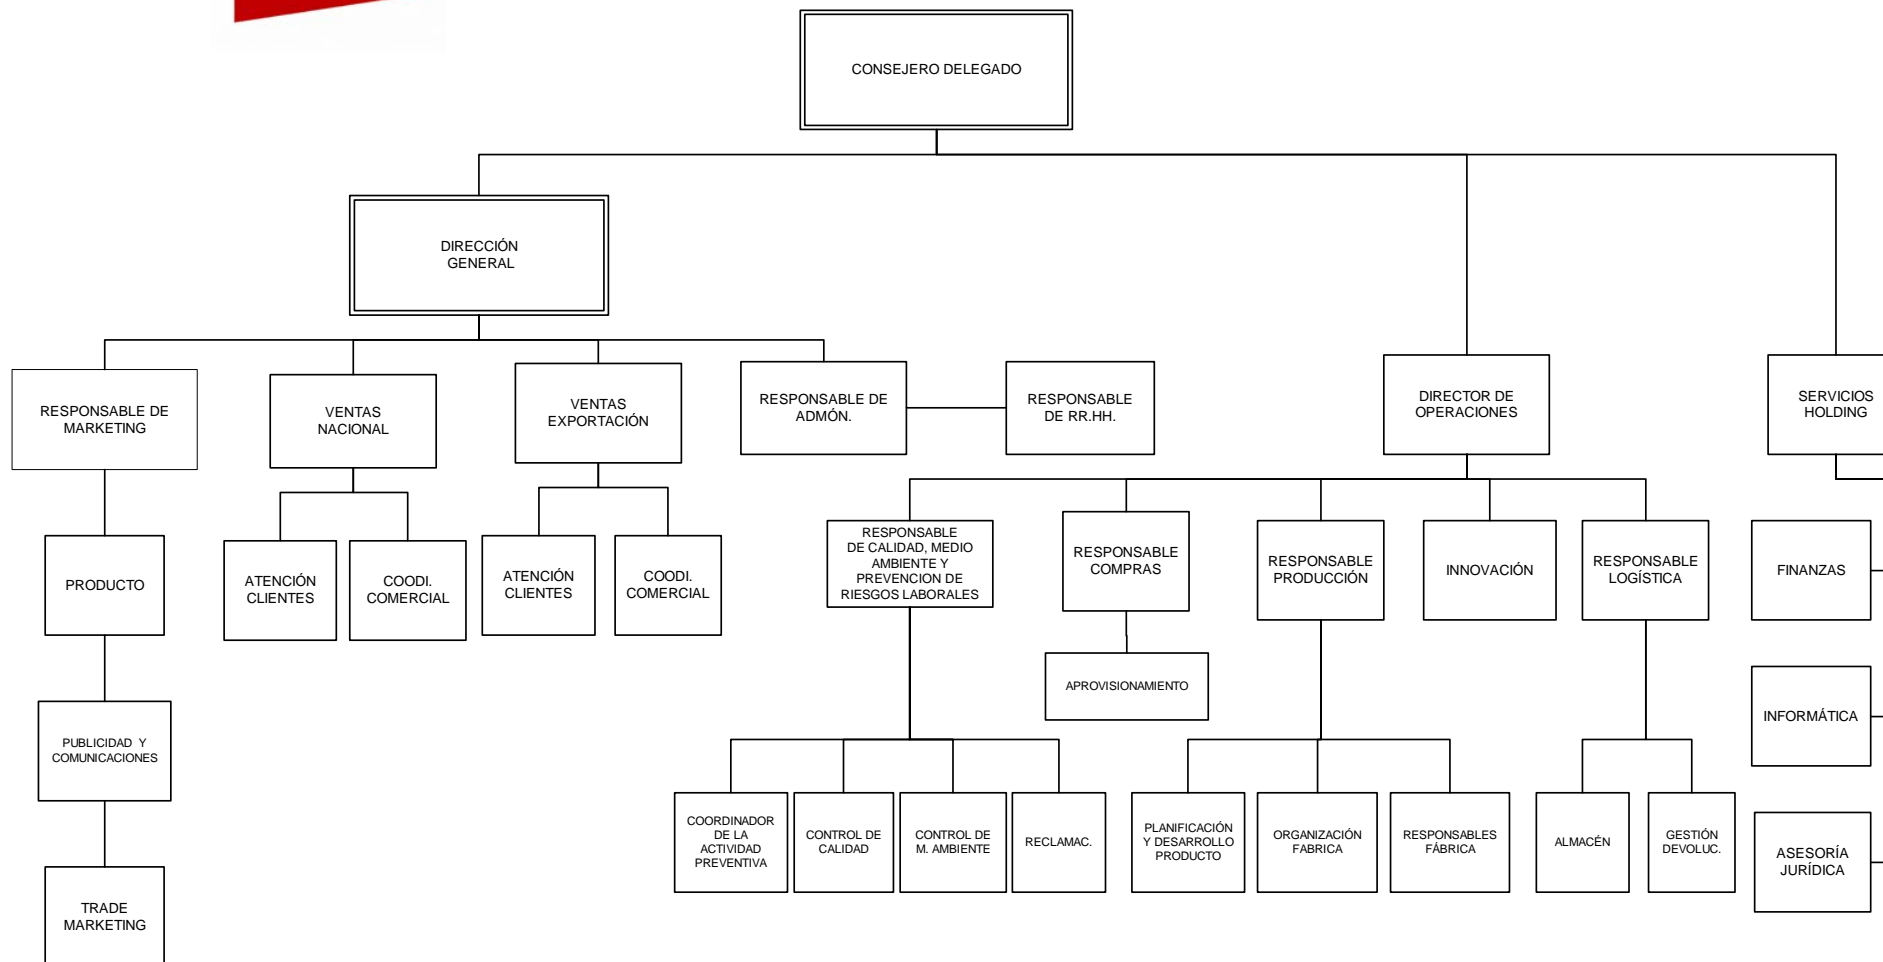 CONSEJERO DELEGADO
DIRECCIÓN
GENERAL
RESPONSABLE DE
MARKETING
VENTAS
NACIONAL
VENTAS
EXPORTACIÓN
RESPONSABLE DE
ADMÓN.
RESPONSABLE
DE RR.HH.
DIRECTOR DE
OPERACIONES
SERVICIOS
HOLDING
PRODUCTO
ATENCIÓN
CLIENTES
COODI.
COMERCIAL
ATENCIÓN
CLIENTES
COODI.
COMERCIAL
RESPONSABLE
DE CALIDAD, MEDIO
AMBIENTE Y
PREVENCION DE
RIESGOS LABORALES
RESPONSABLE
COMPRAS
RESPONSABLE
PRODUCCIÓN
INNOVACIÓN
RESPONSABLE
LOGÍSTICA
FINANZAS
APROVISIONAMIENTO
INFORMÁTICA
PUBLICIDAD Y
COMUNICACIONES
COORDINADOR
DE LA
ACTIVIDAD
PREVENTIVA
CONTROL DE
CALIDAD
CONTROL DE
M. AMBIENTE
RECLAMAC.
PLANIFICACIÓN
Y DESARROLLO
PRODUCTO
ORGANIZACIÓN
FABRICA
RESPONSABLES
FÁBRICA
ALMACÉN
GESTIÓN
DEVOLUC.
ASESORÍA
JURÍDICA
TRADE
MARKETING